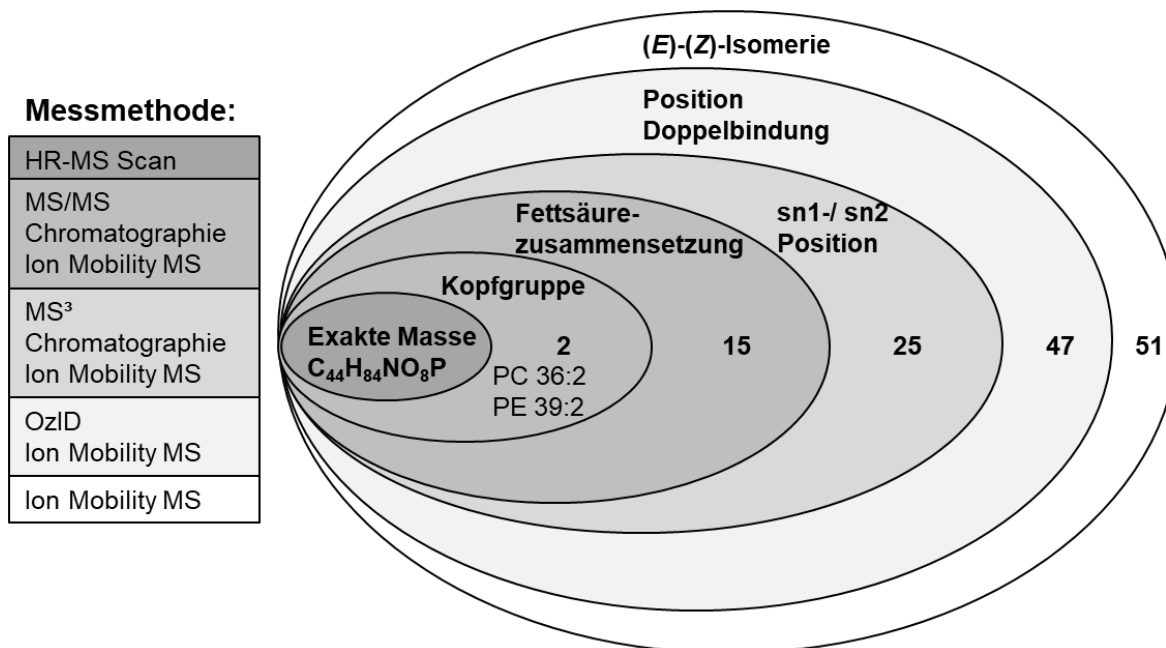 Messmethode:
HR-MS Scan
MS/MS
Chromatographie
Ion Mobility MS
MS³
Chromatographie
Ion Mobility MS
OzID
Ion Mobility MS
Ion Mobility MS
(E)-(Z)-Isomerie
Position
Doppelbindung
sn1-/ sn2
Position
Fettsäure-
zusammensetzung
Kopfgruppe
Exakte Masse
C₄₄H₈₄NO₈P
2
PC 36:2
PE 39:2
15
25
47
51